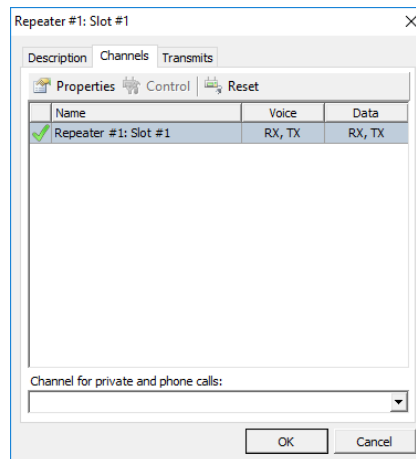 Repeater #1: Slot #1
Description Channels Transmits
Properties Control Reset
Name Voice Data
Repeater #1: Slot #1 RX, TX RX, TX
Channel for private and phone calls:
OK Cancel